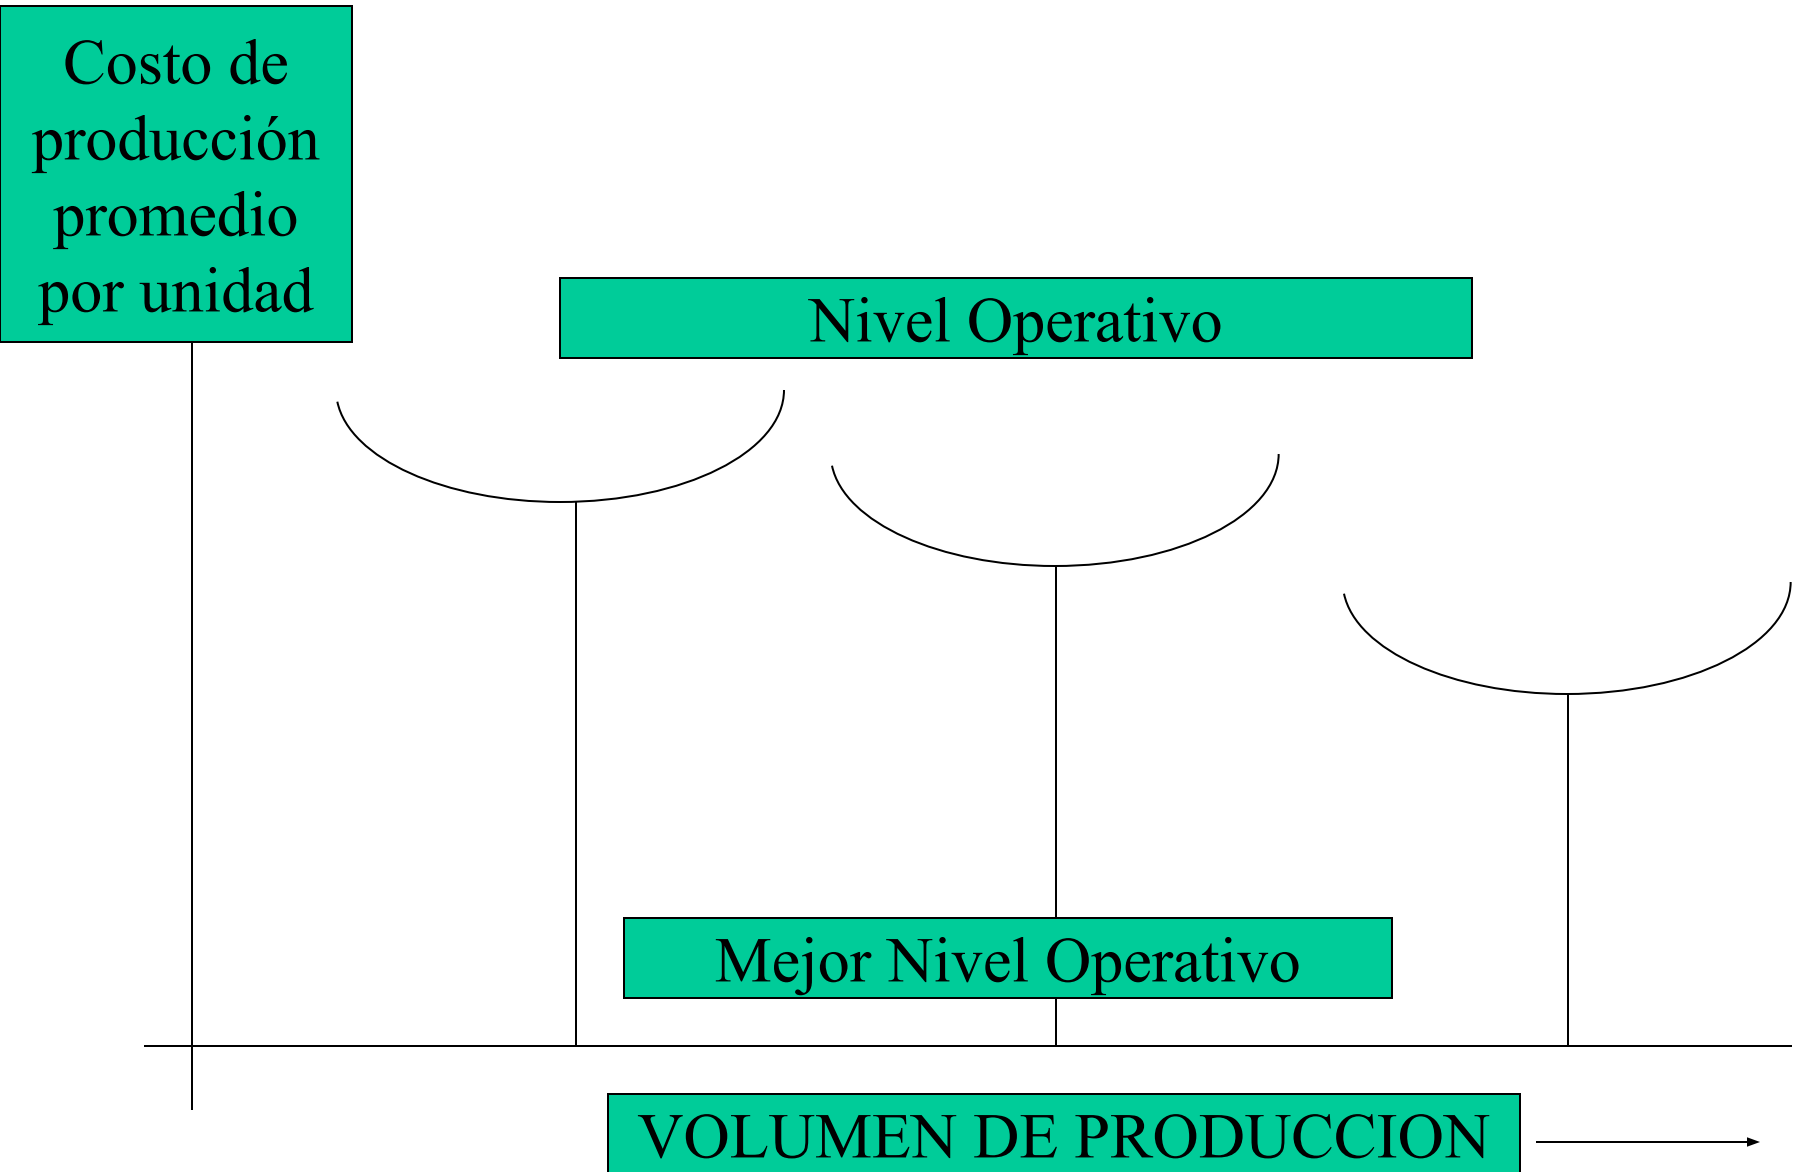 Costo de
producción
promedio
por unidad
Nivel Operativo
Mejor Nivel Operativo
VOLUMEN DE PRODUCCION